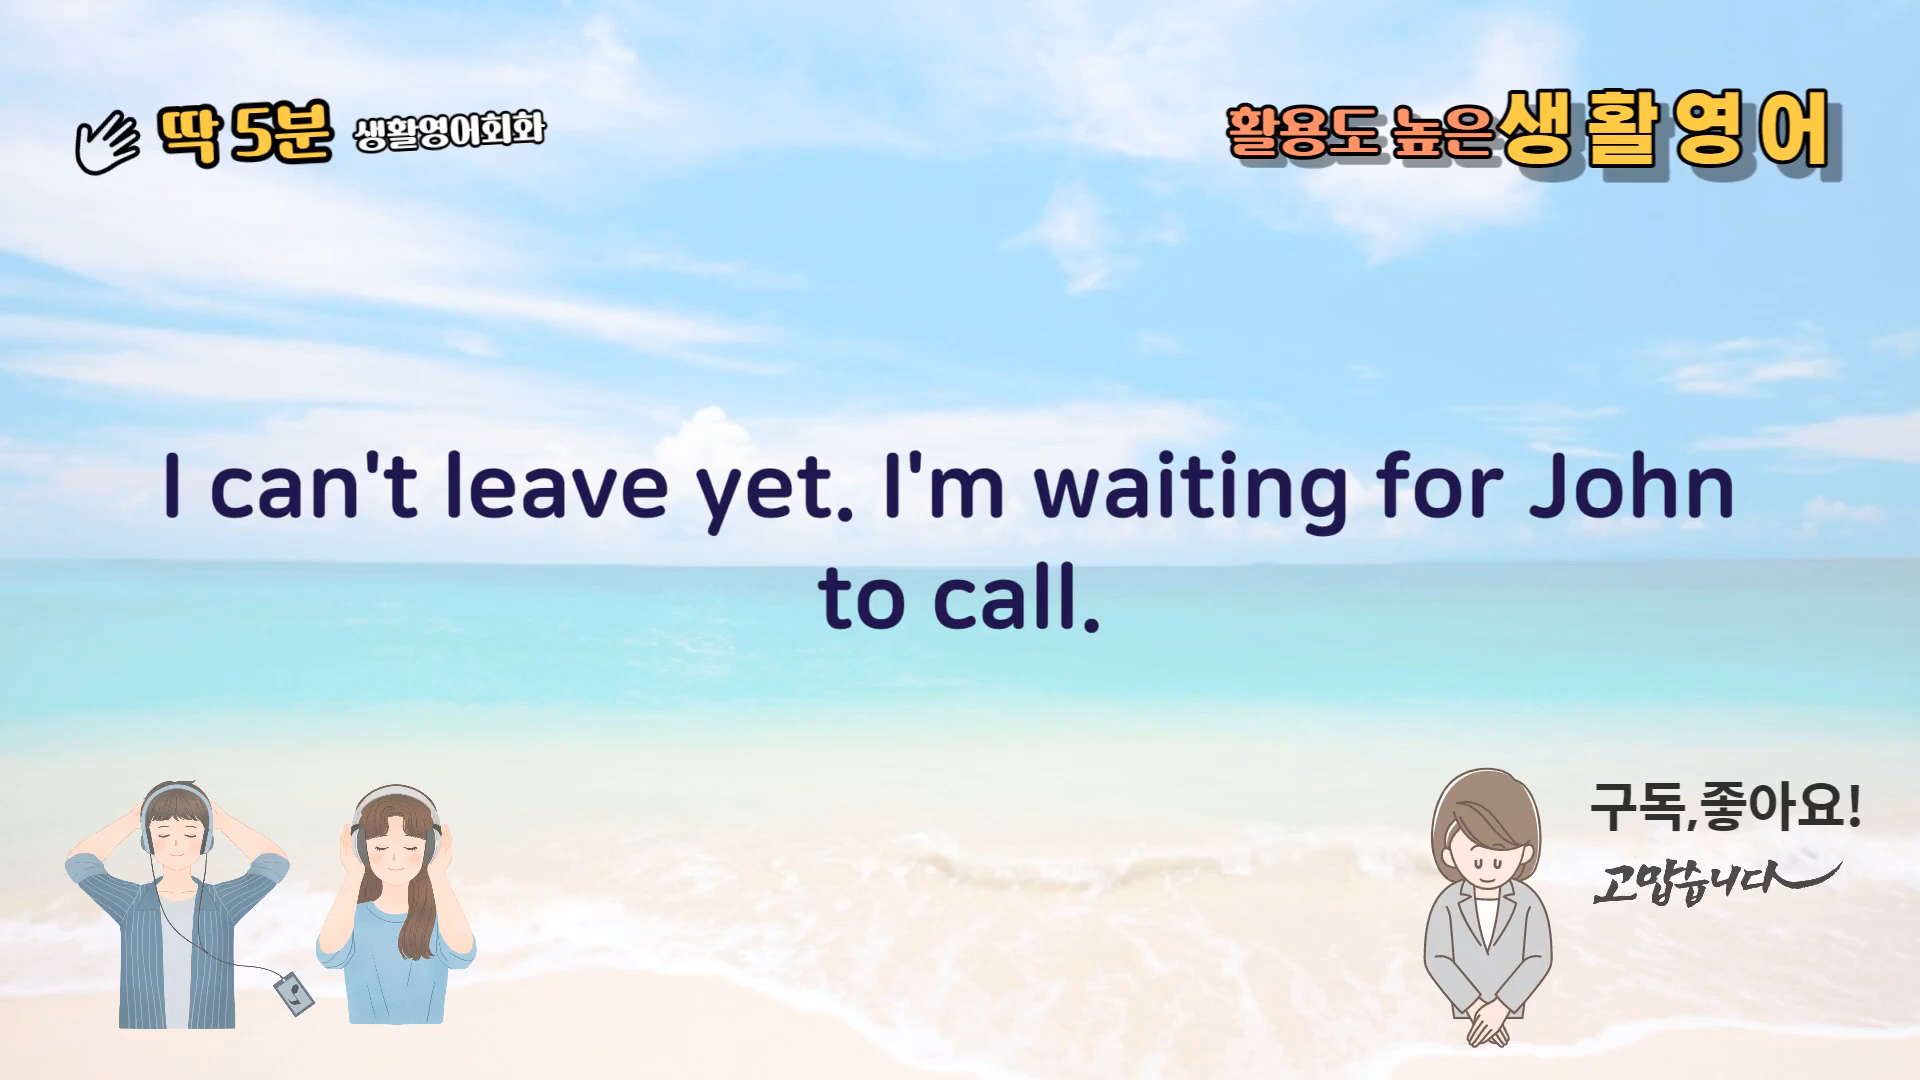 딱 5분 생활영어회화
활용도 높은 생활영어
I can't leave yet. I'm waiting for John
to call.
구독,좋아요!
고맙습니다